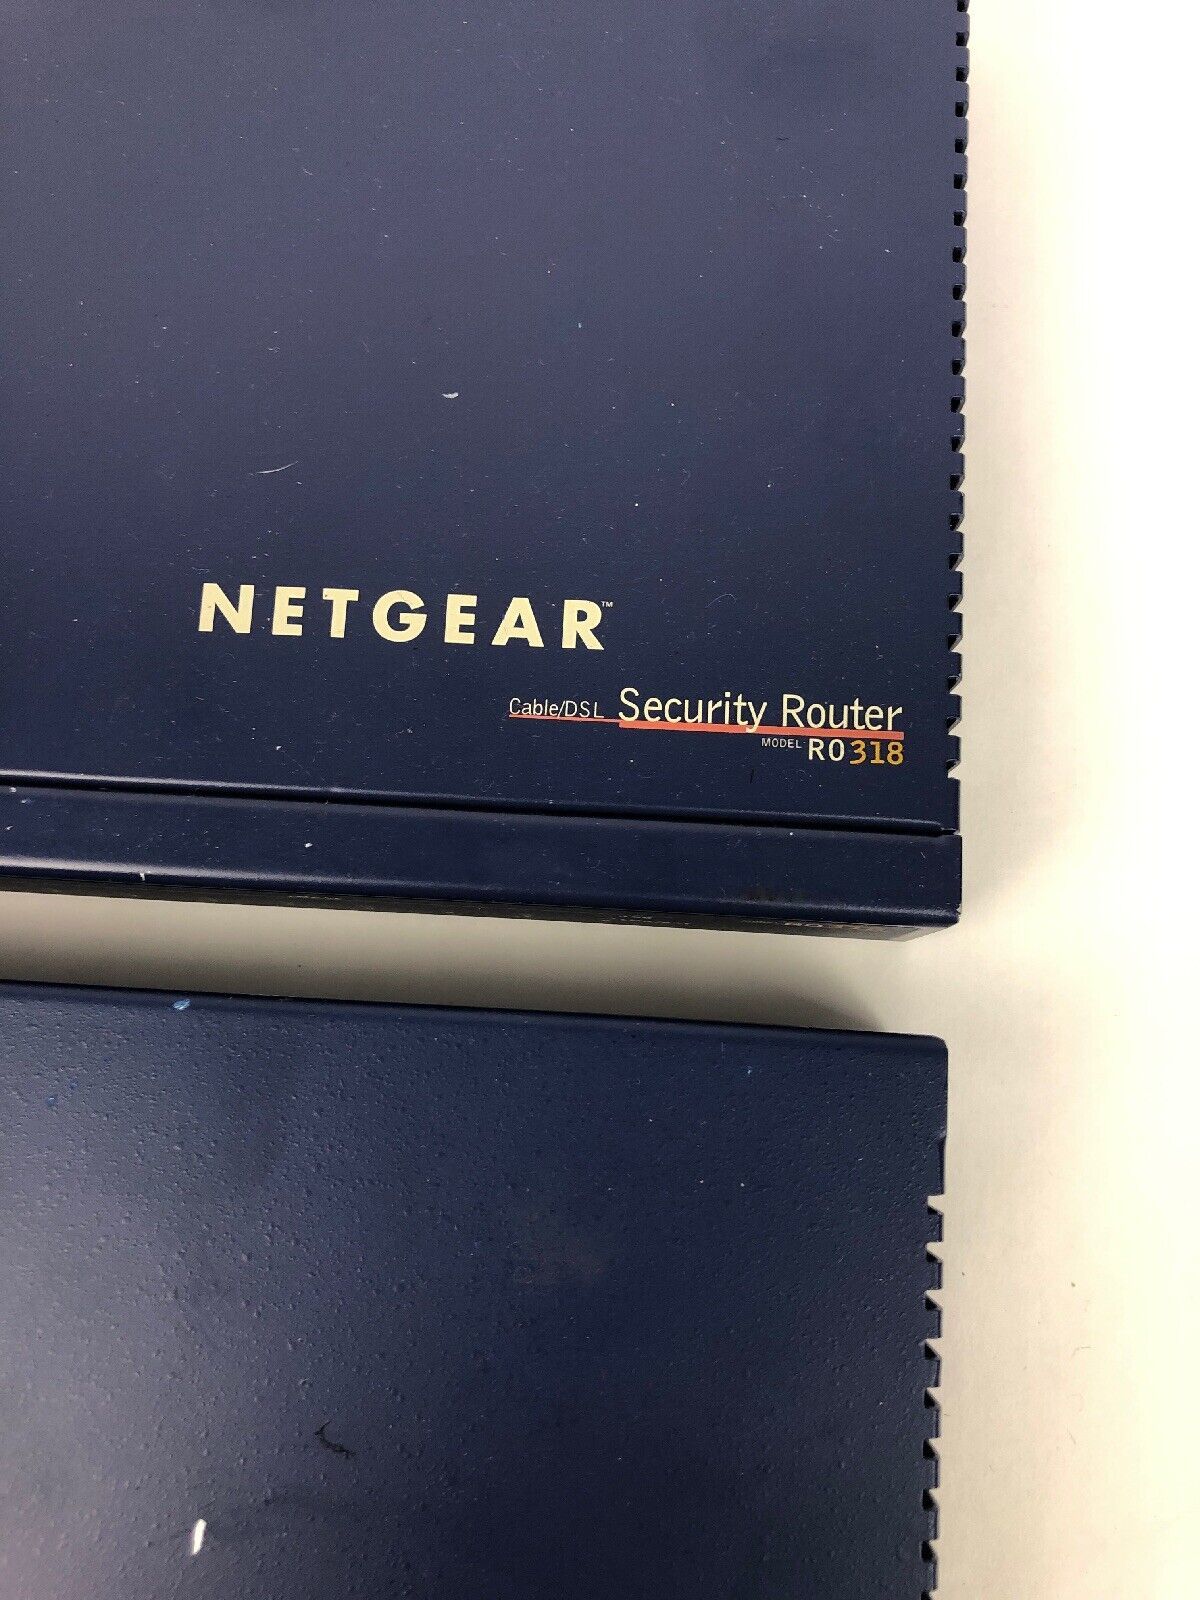 NETGEAR™
Cable/DSL Security Router
MODEL RO318